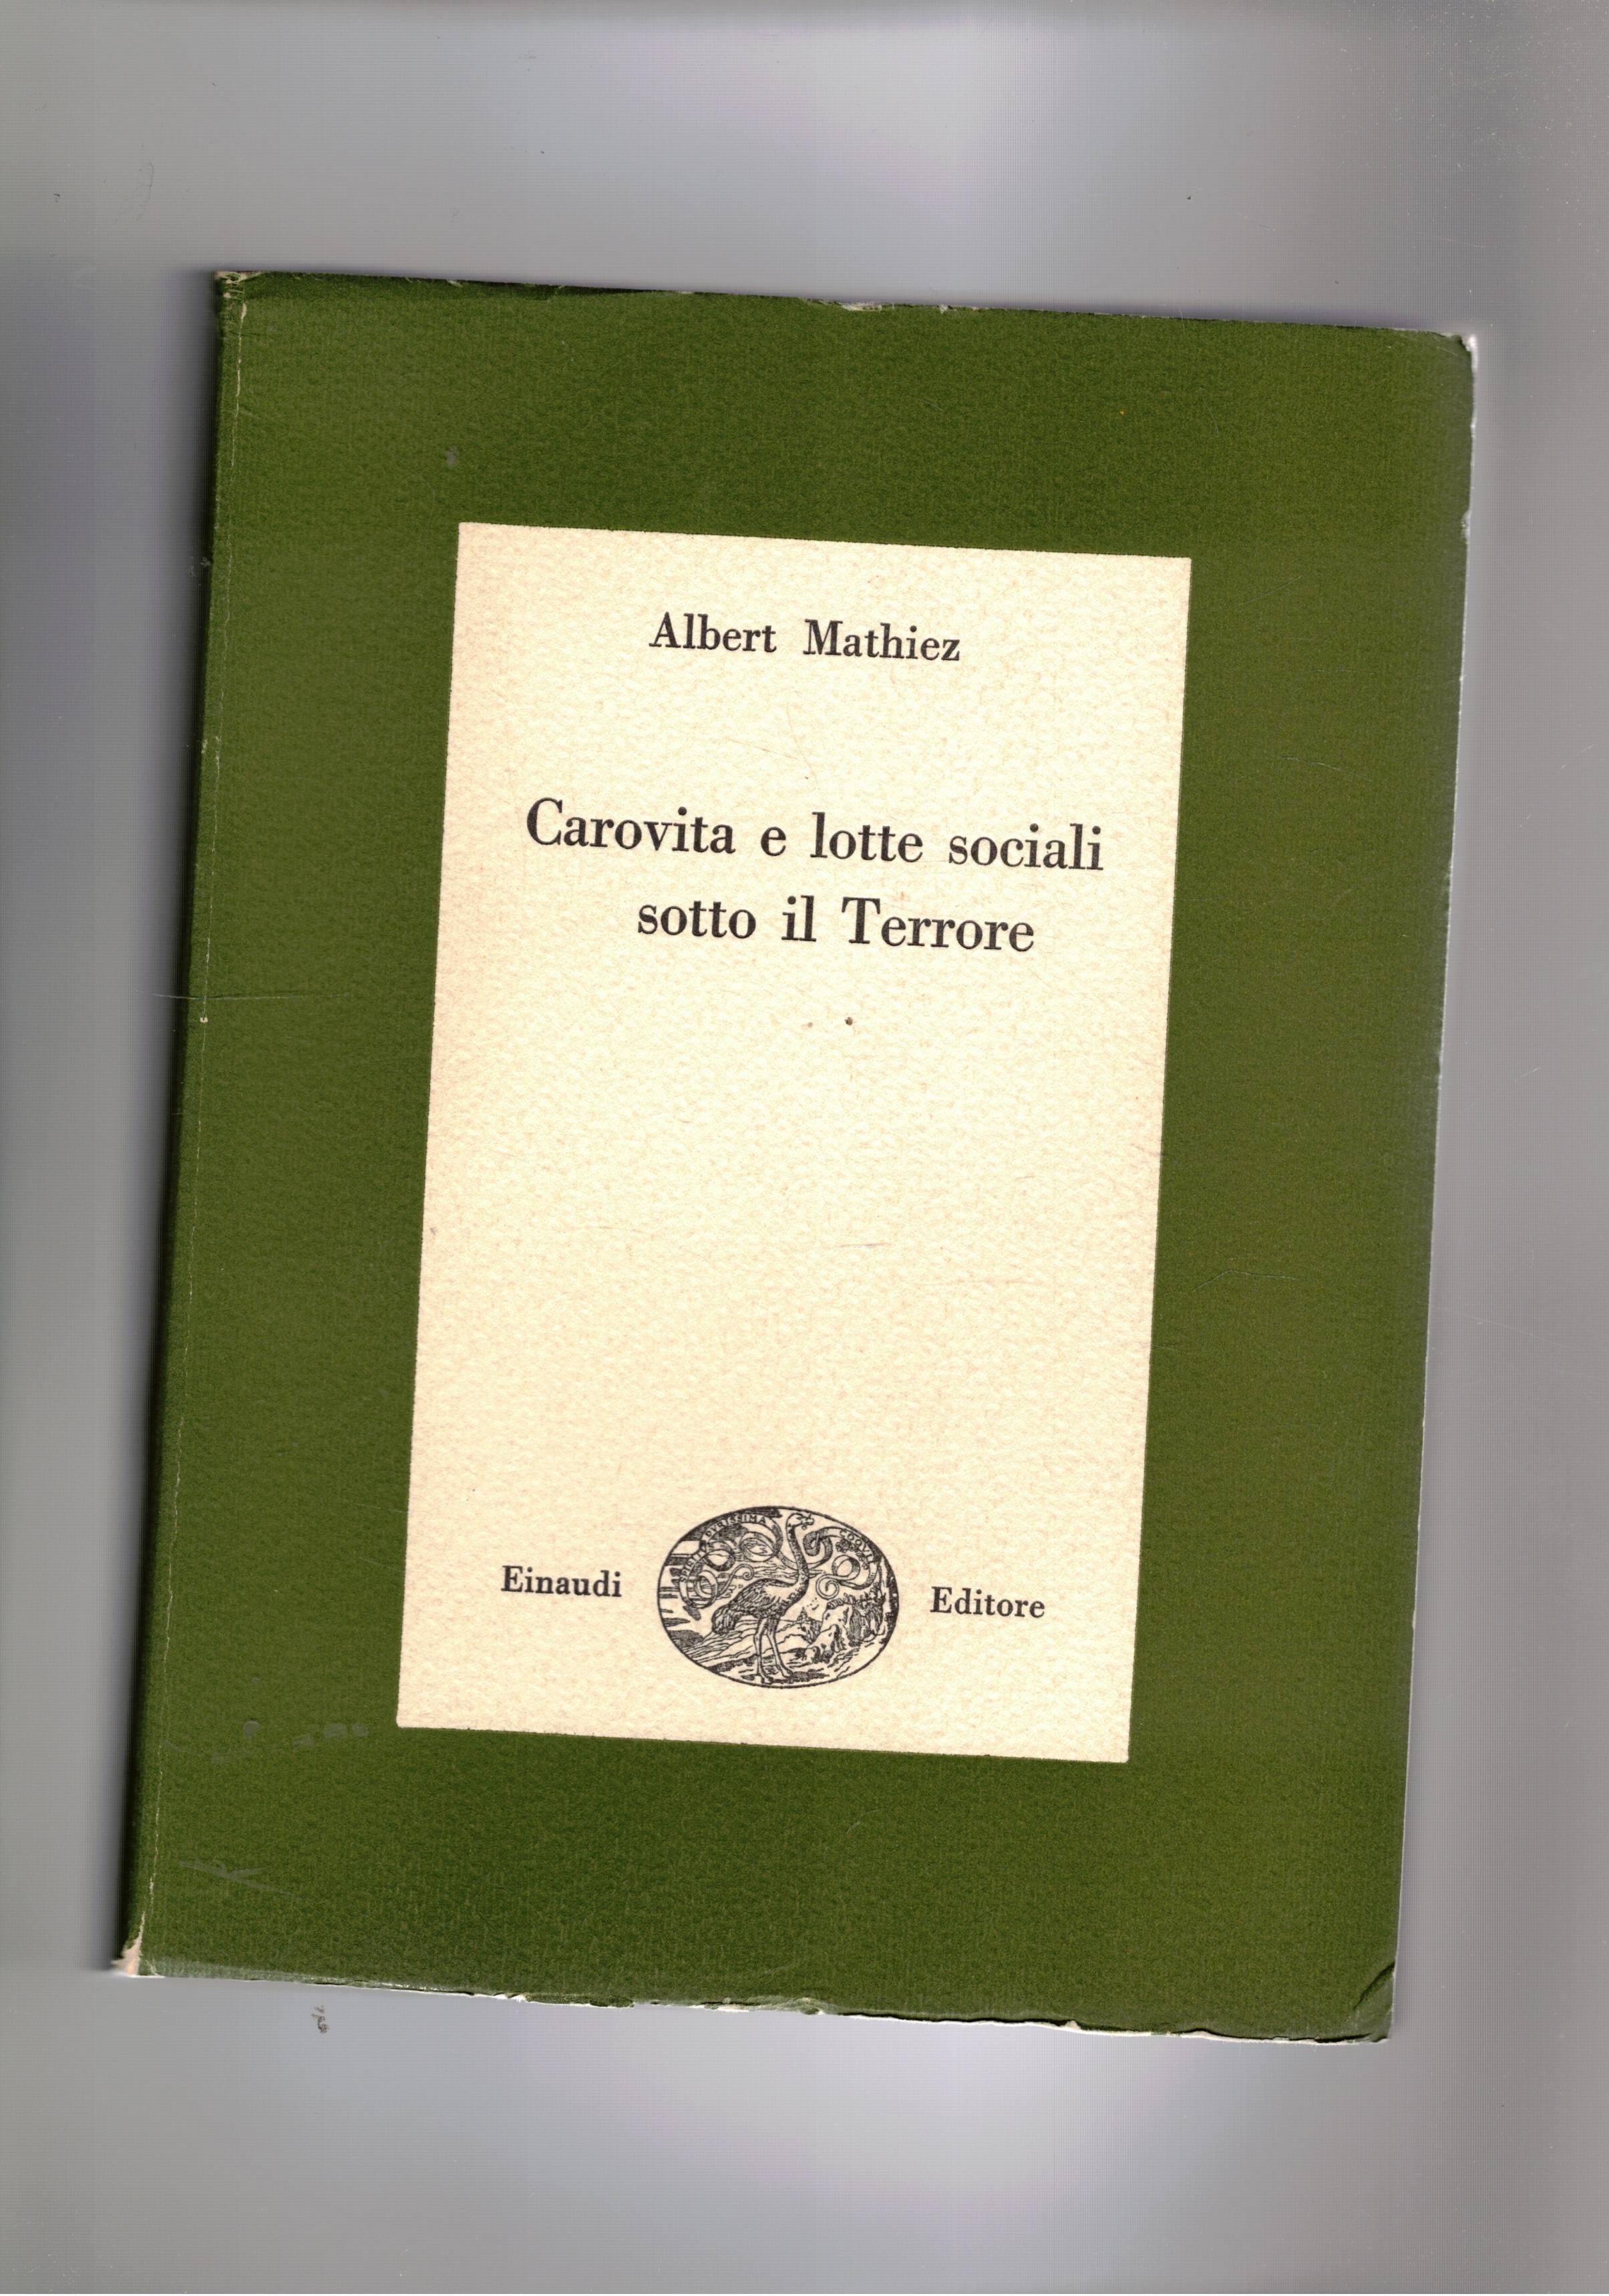 Albert Mathiez
Carovita e lotte sociali
sotto il Terrore
Einaudi
Editore